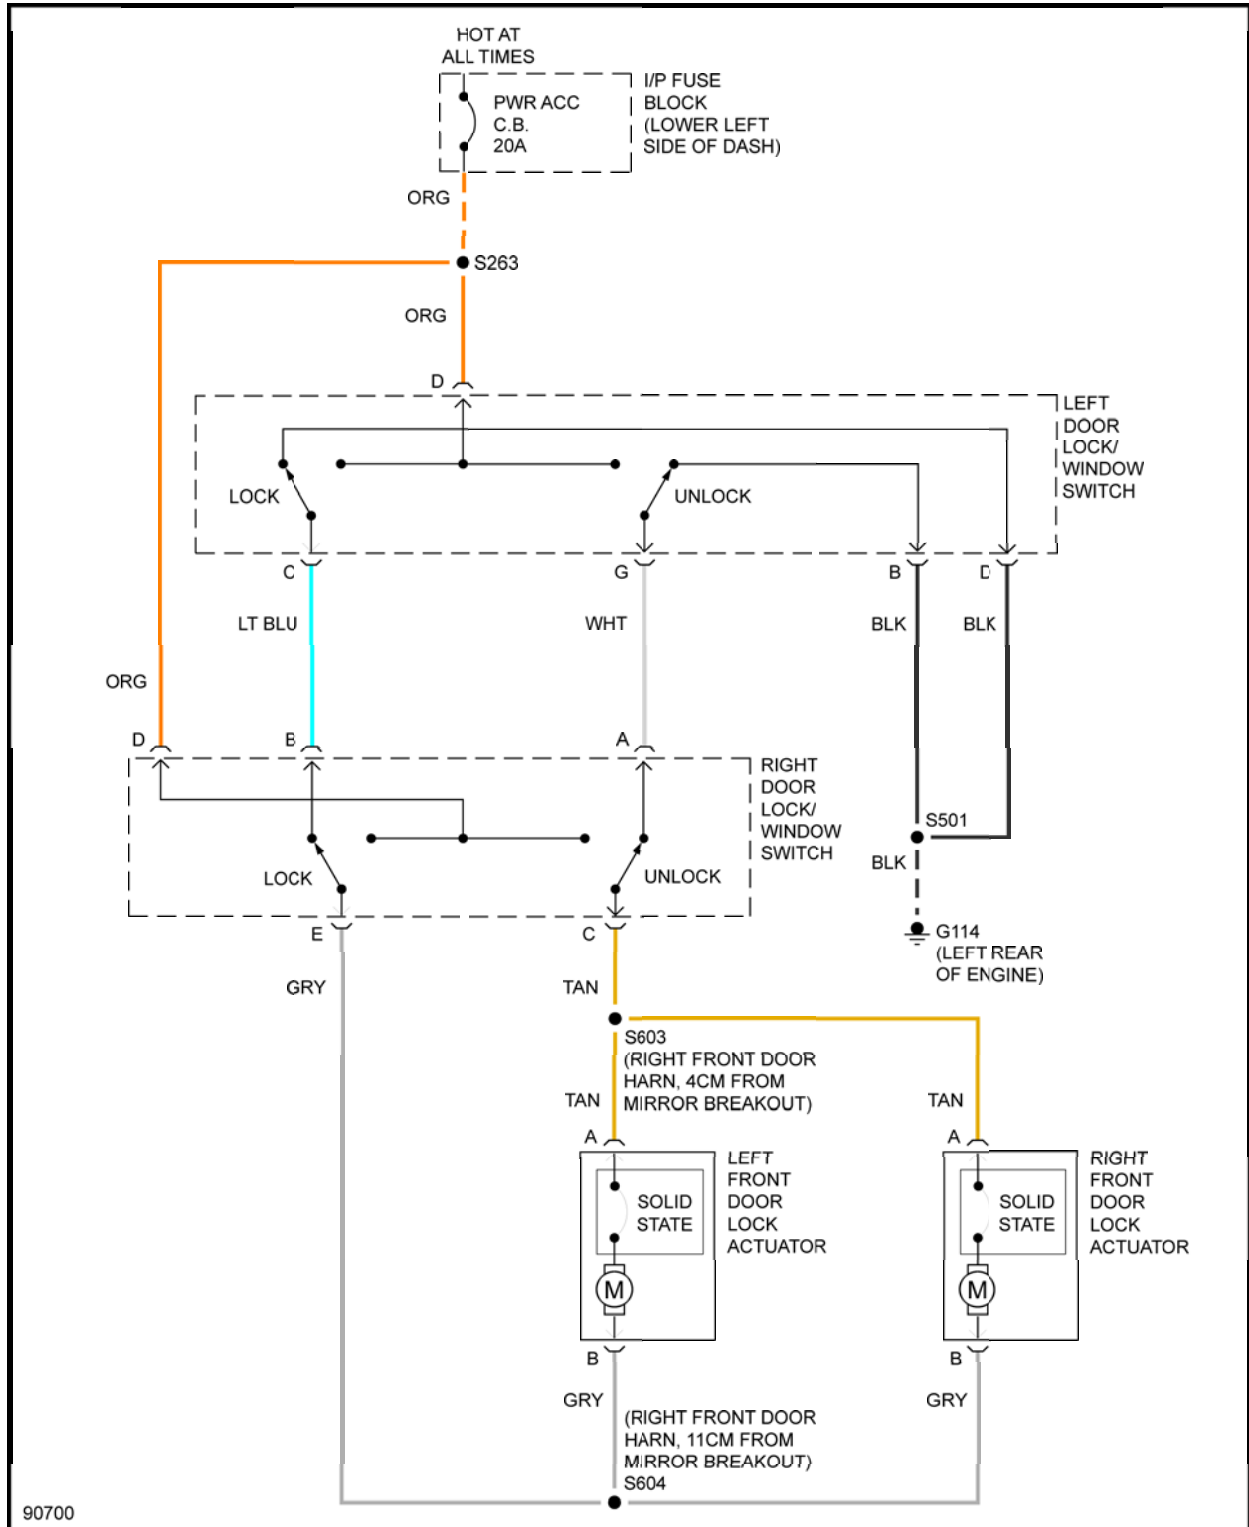 HOT AT
ALL TIMES
PWR ACC
C.B.
20A
I/P FUSE
BLOCK
(LOWER LEFT
SIDE OF DASH)
ORG
S263
ORG
D
LEFT
DOOR
LOCK/
WINDOW
SWITCH
LOCK
UNLOCK
C
G
B
D
LT BLU
WHT
BLK
BLK
ORG
D
B
A
RIGHT
DOOR
LOCK/
WINDOW
SWITCH
LOCK
UNLOCK
S501
BLK
E
C
G114
(LEFT REAR
OF ENGINE)
GRY
TAN
S603
(RIGHT FRONT DOOR
HARN, 4CM FROM
MIRROR BREAKOUT)
TAN
TAN
A
A
LEFT
FRONT
DOOR
LOCK
ACTUATOR
SOLID
STATE
M
RIGHT
FRONT
DOOR
LOCK
ACTUATOR
SOLID
STATE
M
B
B
GRY
GRY
(RIGHT FRONT DOOR
HARN, 11CM FROM
MIRROR BREAKOUT)
S604
90700